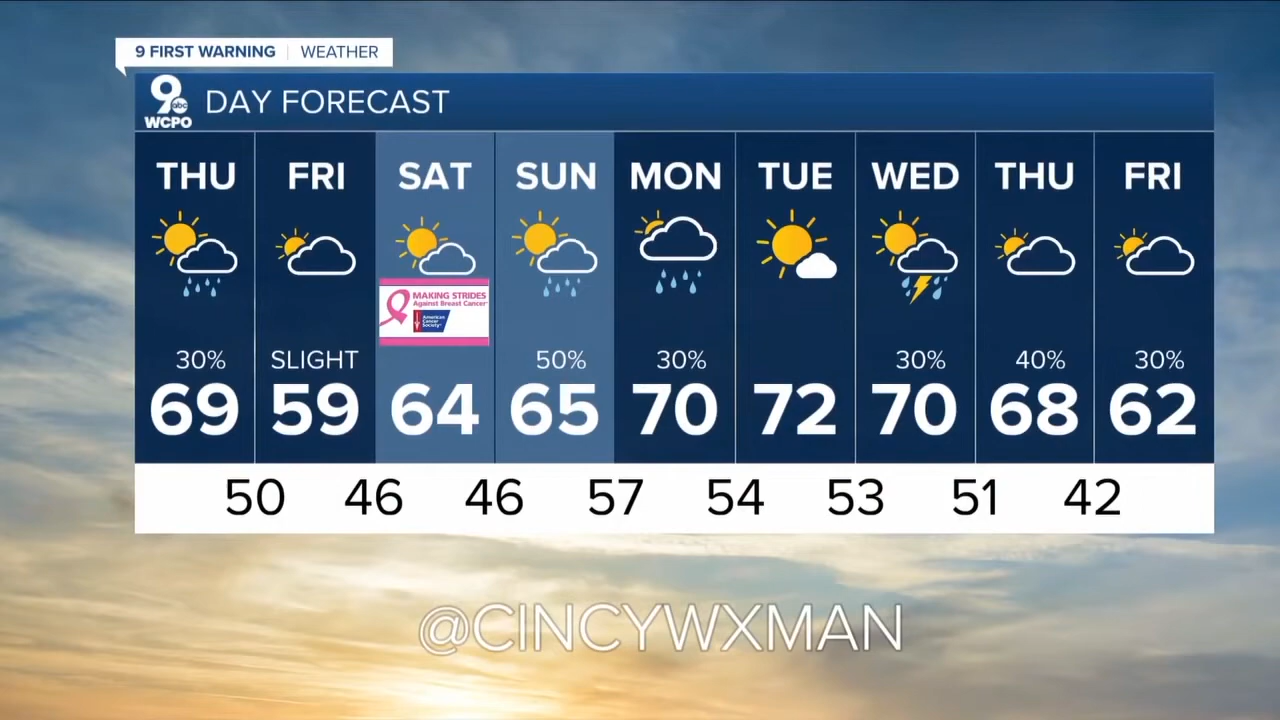 9 FIRST WARNING | WEATHER
9 abc WCPO DAY FORECAST
THU FRI SAT SUN MON TUE WED THU FRI
MAKING STRIDES
Against Breast Cancer
American
Cancer
Society
30% SLIGHT 50% 30% 30% 40% 30%
69 59 64 65 70 72 70 68 62
50 46 46 57 54 53 51 42
@CINCYWXMAN